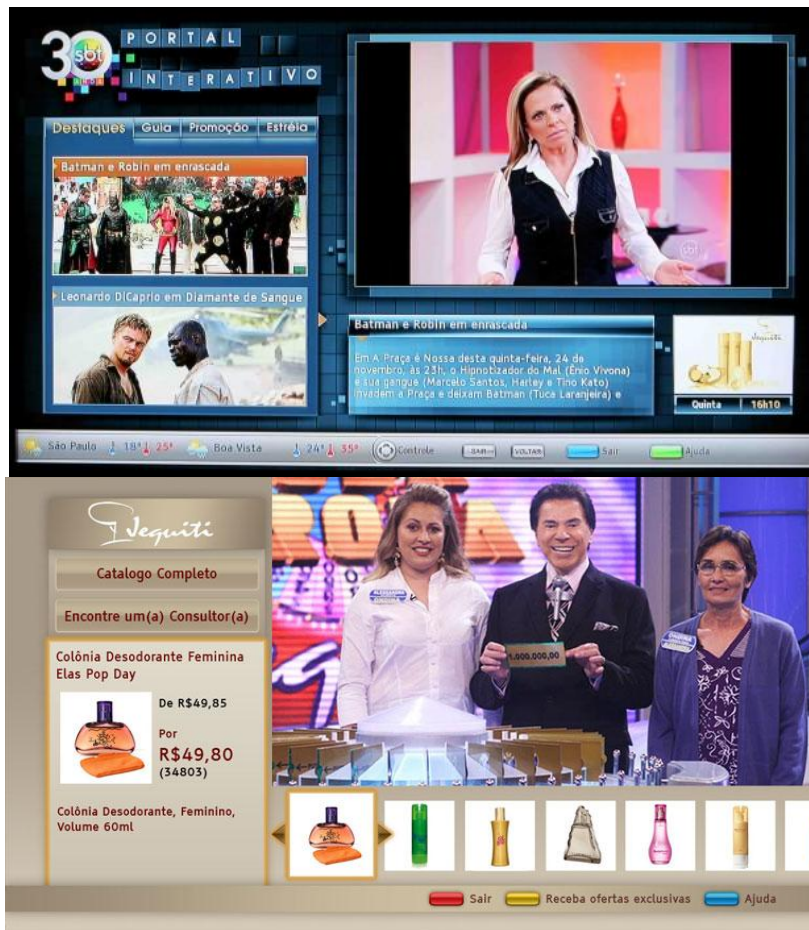 30 sbt
PORTAL
INTERATIVO
Destaques Guia Promoção Estréia
Batman e Robin em enrascada
Leonardo DiCaprio em Diamante de Sangue
sbt
Batman e Robin em enrascada
Em A Praça é Nossa desta quinta-feira, 24 de
novembro, às 23h, o Hipnotizador do Mal (Ênio Vivona)
e sua gangue (Marcelo Santos, Harley e Tino Kato)
invadem a Praça e deixam Batman (Tuca Laranjeira) e
Jequiti
Quinta 16h10
São Paulo 18° 25° Boa Vista 24° 35° Controle SAIR VOLTAR Sair Ajuda
Jequiti
Catalogo Completo
Encontre um(a) Consultor(a)
Colônia Desodorante Feminina
Elas Pop Day
De R$49,85
Por
R$49,80
(34803)
Colônia Desodorante, Feminino,
Volume 60ml
1.000.000,00
Sair Receba ofertas exclusivas Ajuda